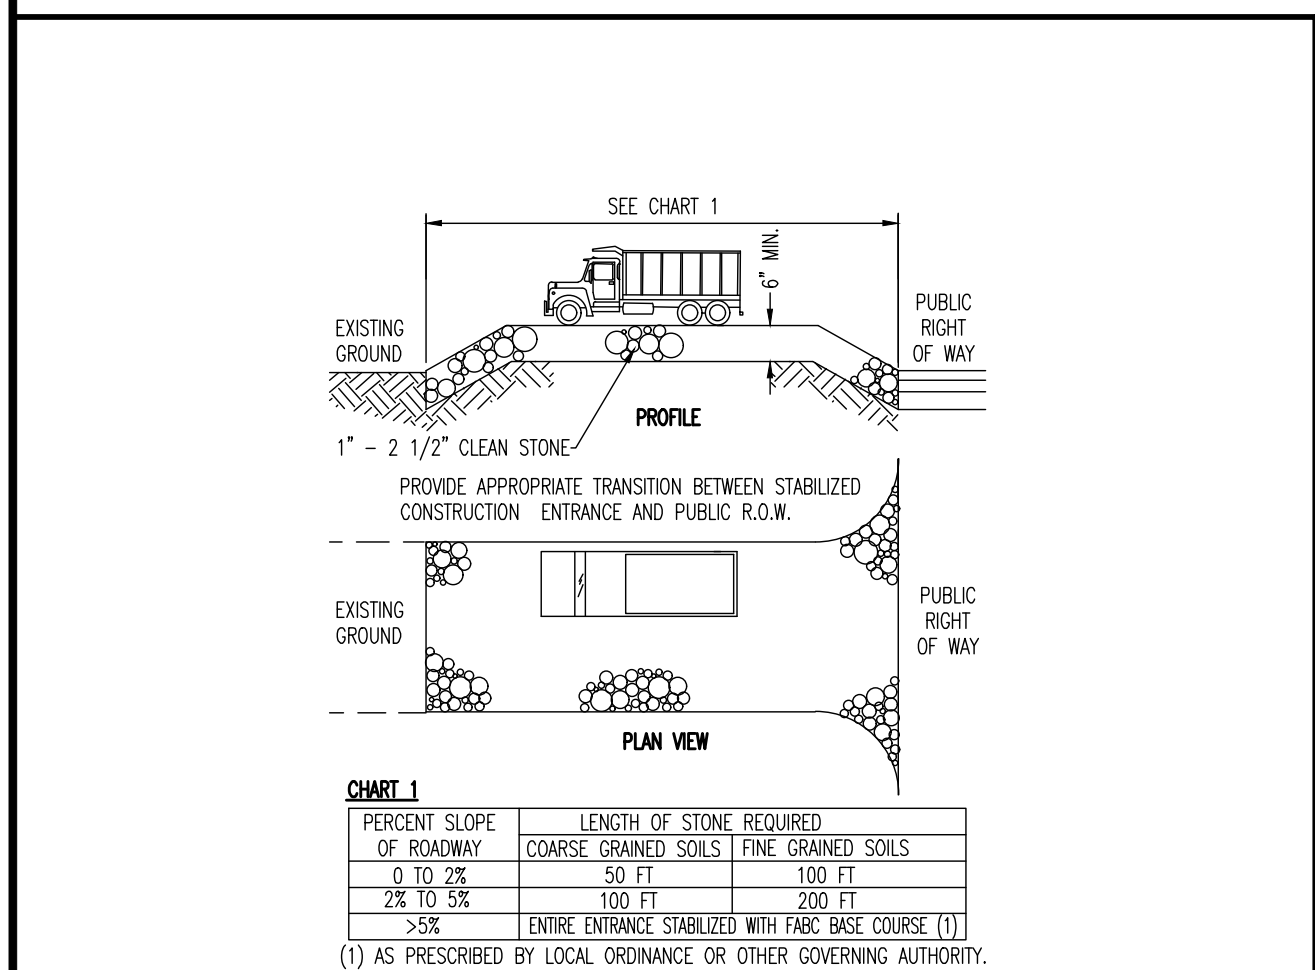 SEE CHART 1
6" MIN.
EXISTING
GROUND
PUBLIC
RIGHT
OF WAY
PROFILE
1" – 2 1/2" CLEAN STONE
PROVIDE APPROPRIATE TRANSITION BETWEEN STABILIZED
CONSTRUCTION ENTRANCE AND PUBLIC R.O.W.
EXISTING
GROUND
PUBLIC
RIGHT
OF WAY
PLAN VIEW
CHART 1
PERCENT SLOPE
OF ROADWAY
LENGTH OF STONE REQUIRED
COARSE GRAINED SOILS
FINE GRAINED SOILS
0 TO 2%
50 FT
100 FT
2% TO 5%
100 FT
200 FT
>5%
ENTIRE ENTRANCE STABILIZED WITH FABC BASE COURSE (1)
(1) AS PRESCRIBED BY LOCAL ORDINANCE OR OTHER GOVERNING AUTHORITY.